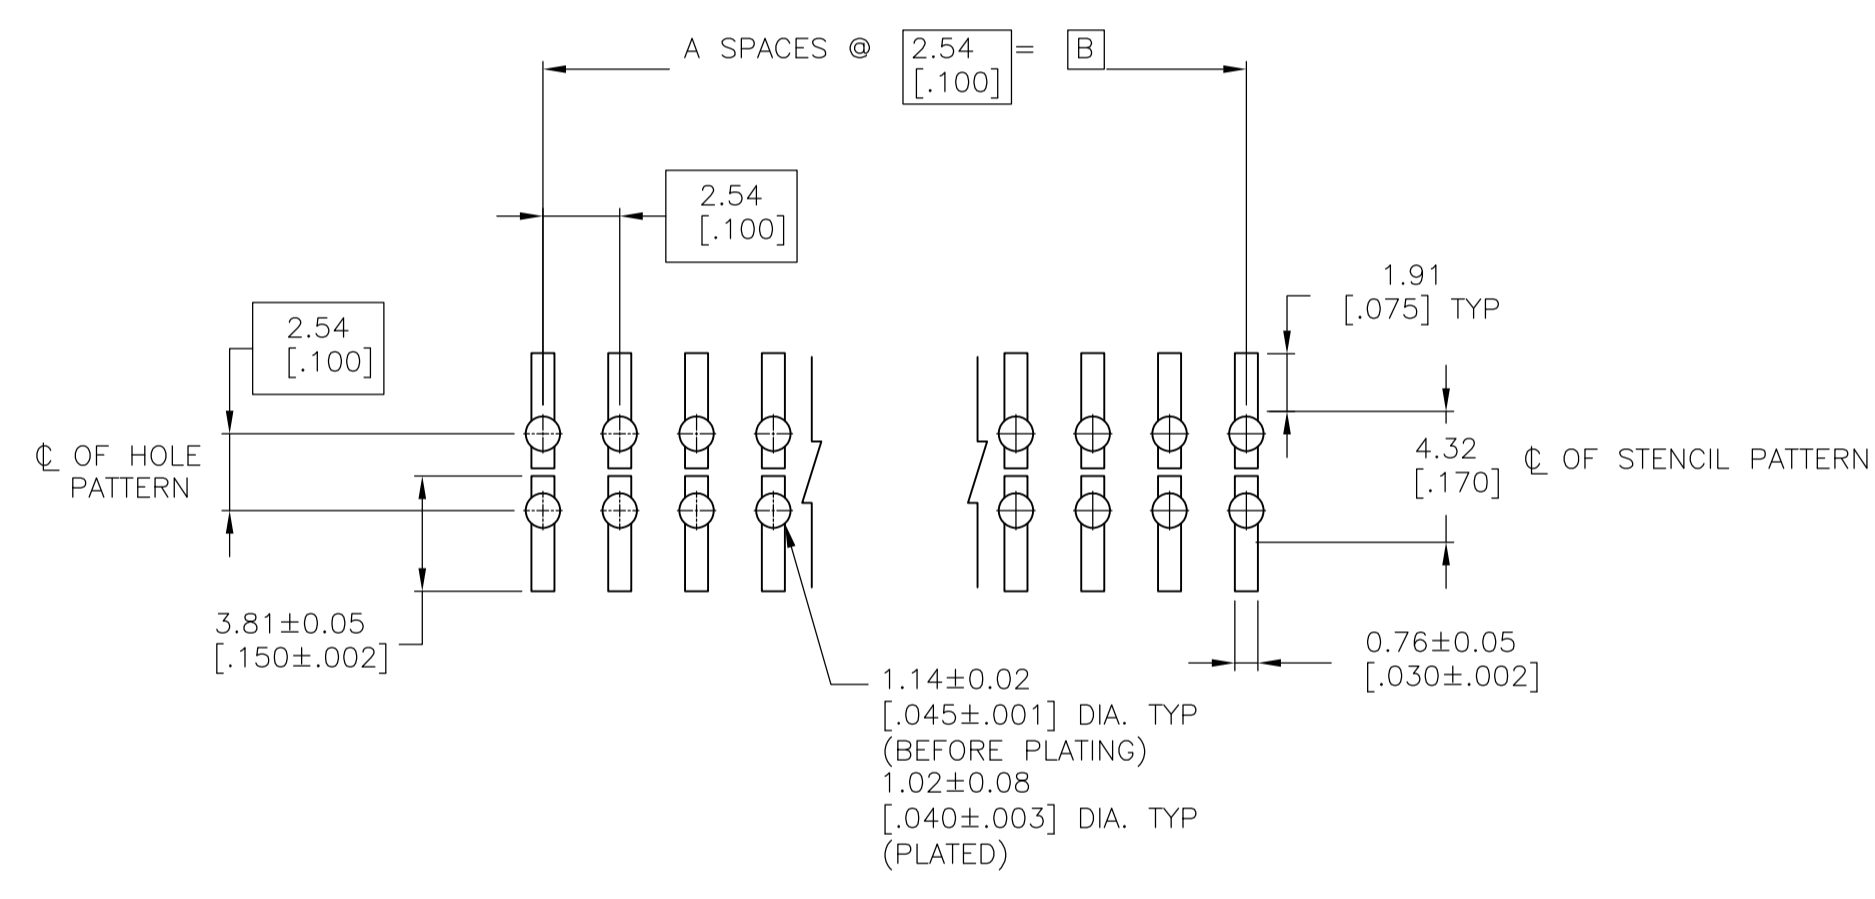 A SPACES @ 2.54 = B
[.100]
2.54
[.100]
1.91
[.075] TYP
2.54
[.100]
℄ OF HOLE
PATTERN
4.32
[.170]
℄ OF STENCIL PATTERN
3.81±0.05
[.150±.002]
0.76±0.05
[.030±.002]
1.14±0.02
[.045±.001] DIA. TYP
(BEFORE PLATING)
1.02±0.08
[.040±.003] DIA. TYP
(PLATED)